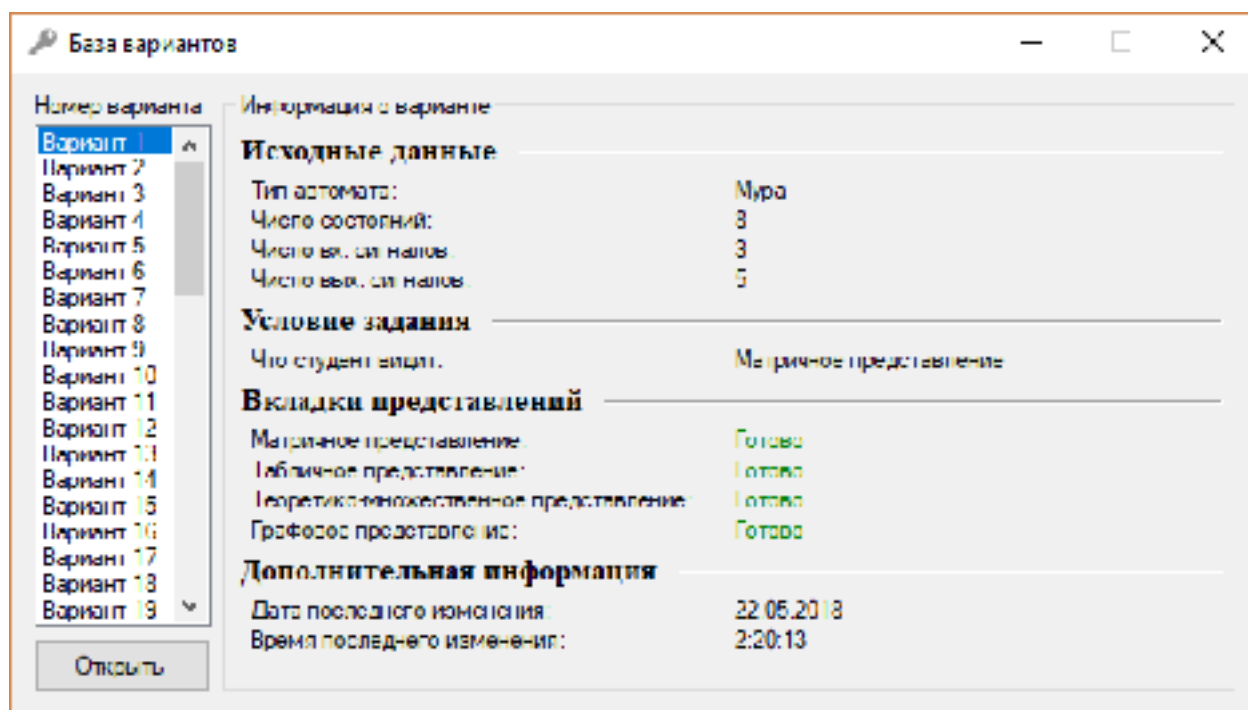 База вариантов
Номер варианта
Вариант 1
Вариант 2
Вариант 3
Вариант 4
Вариант 5
Вариант 6
Вариант 7
Вариант 8
Вариант 9
Вариант 10
Вариант 11
Вариант 12
Вариант 13
Вариант 14
Вариант 15
Вариант 16
Вариант 17
Вариант 18
Вариант 19
Открыть
Информация о варианте
Исходные данные
Тип автомата: Мура
Число состояний:
Число вх. сигналов: 3
Число вых. сигналов: 5
Условие задания
Что студент видит: Матричное представление
Вкладки представлений
Матричное представление: Готово
Табличное представление: Готово
Теоретико-множественное представление: Готово
Графовое представление: Готово
Дополнительная информация
Дата последнего изменения: 22.05.2018
Время последнего изменения: 2:20:13